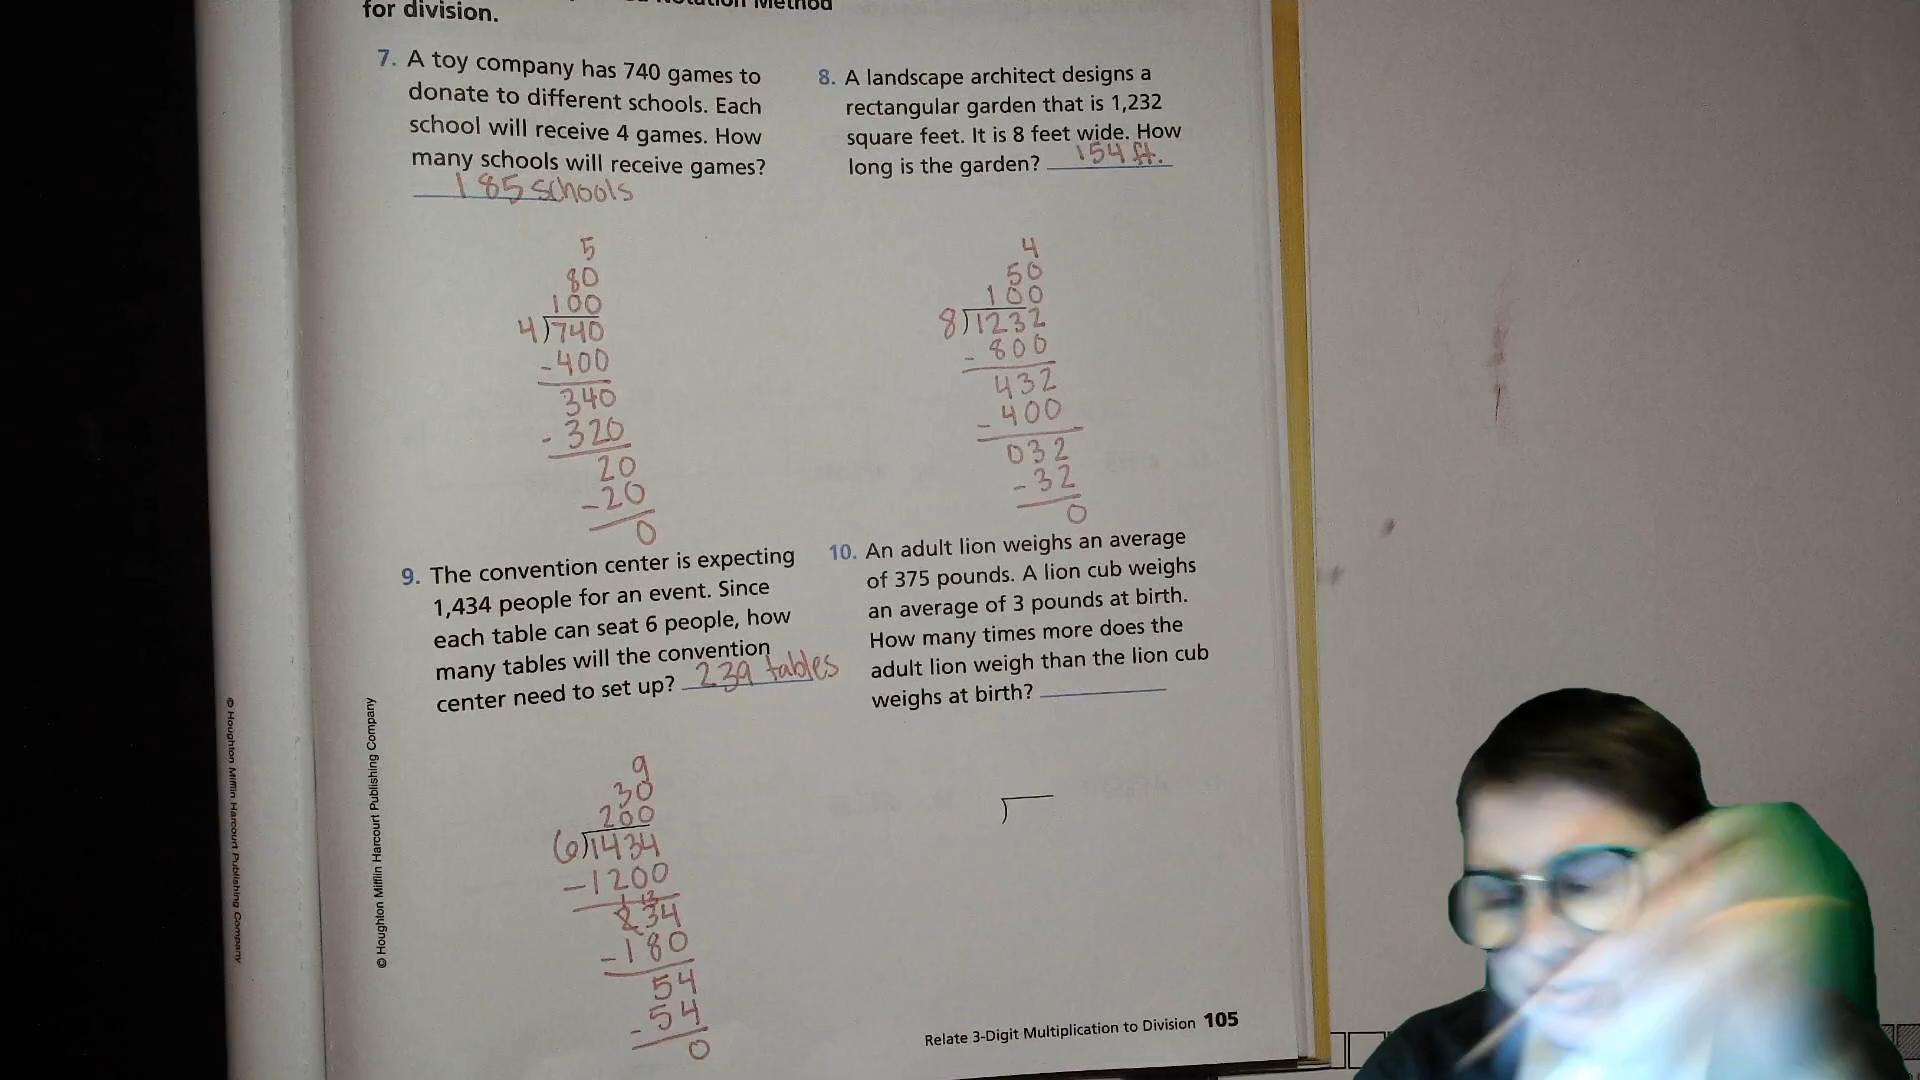 for division.
7. A toy company has 740 games to
donate to different schools. Each
school will receive 4 games. How
many schools will receive games?
185 schools
5
80
100
4)740
-400
340
-320
20
-20
0
8. A landscape architect designs a
rectangular garden that is 1,232
square feet. It is 8 feet wide. How
long is the garden? 154 ft.
4
50
100
8)1232
- 800
432
- 400
032
- 32
0
9. The convention center is expecting
1,434 people for an event. Since
each table can seat 6 people, how
many tables will the convention
center need to set up? 239 tables
9
30
200
6)1434
-1200
1 13
234
-180
54
-54
0
10. An adult lion weighs an average
of 375 pounds. A lion cub weighs
an average of 3 pounds at birth.
How many times more does the
adult lion weigh than the lion cub
weighs at birth?
© Houghton Mifflin Harcourt Publishing Company
© Houghton Mifflin Harcourt Publishing Company
Relate 3-Digit Multiplication to Division 105